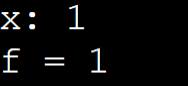 x: 1
f = 1